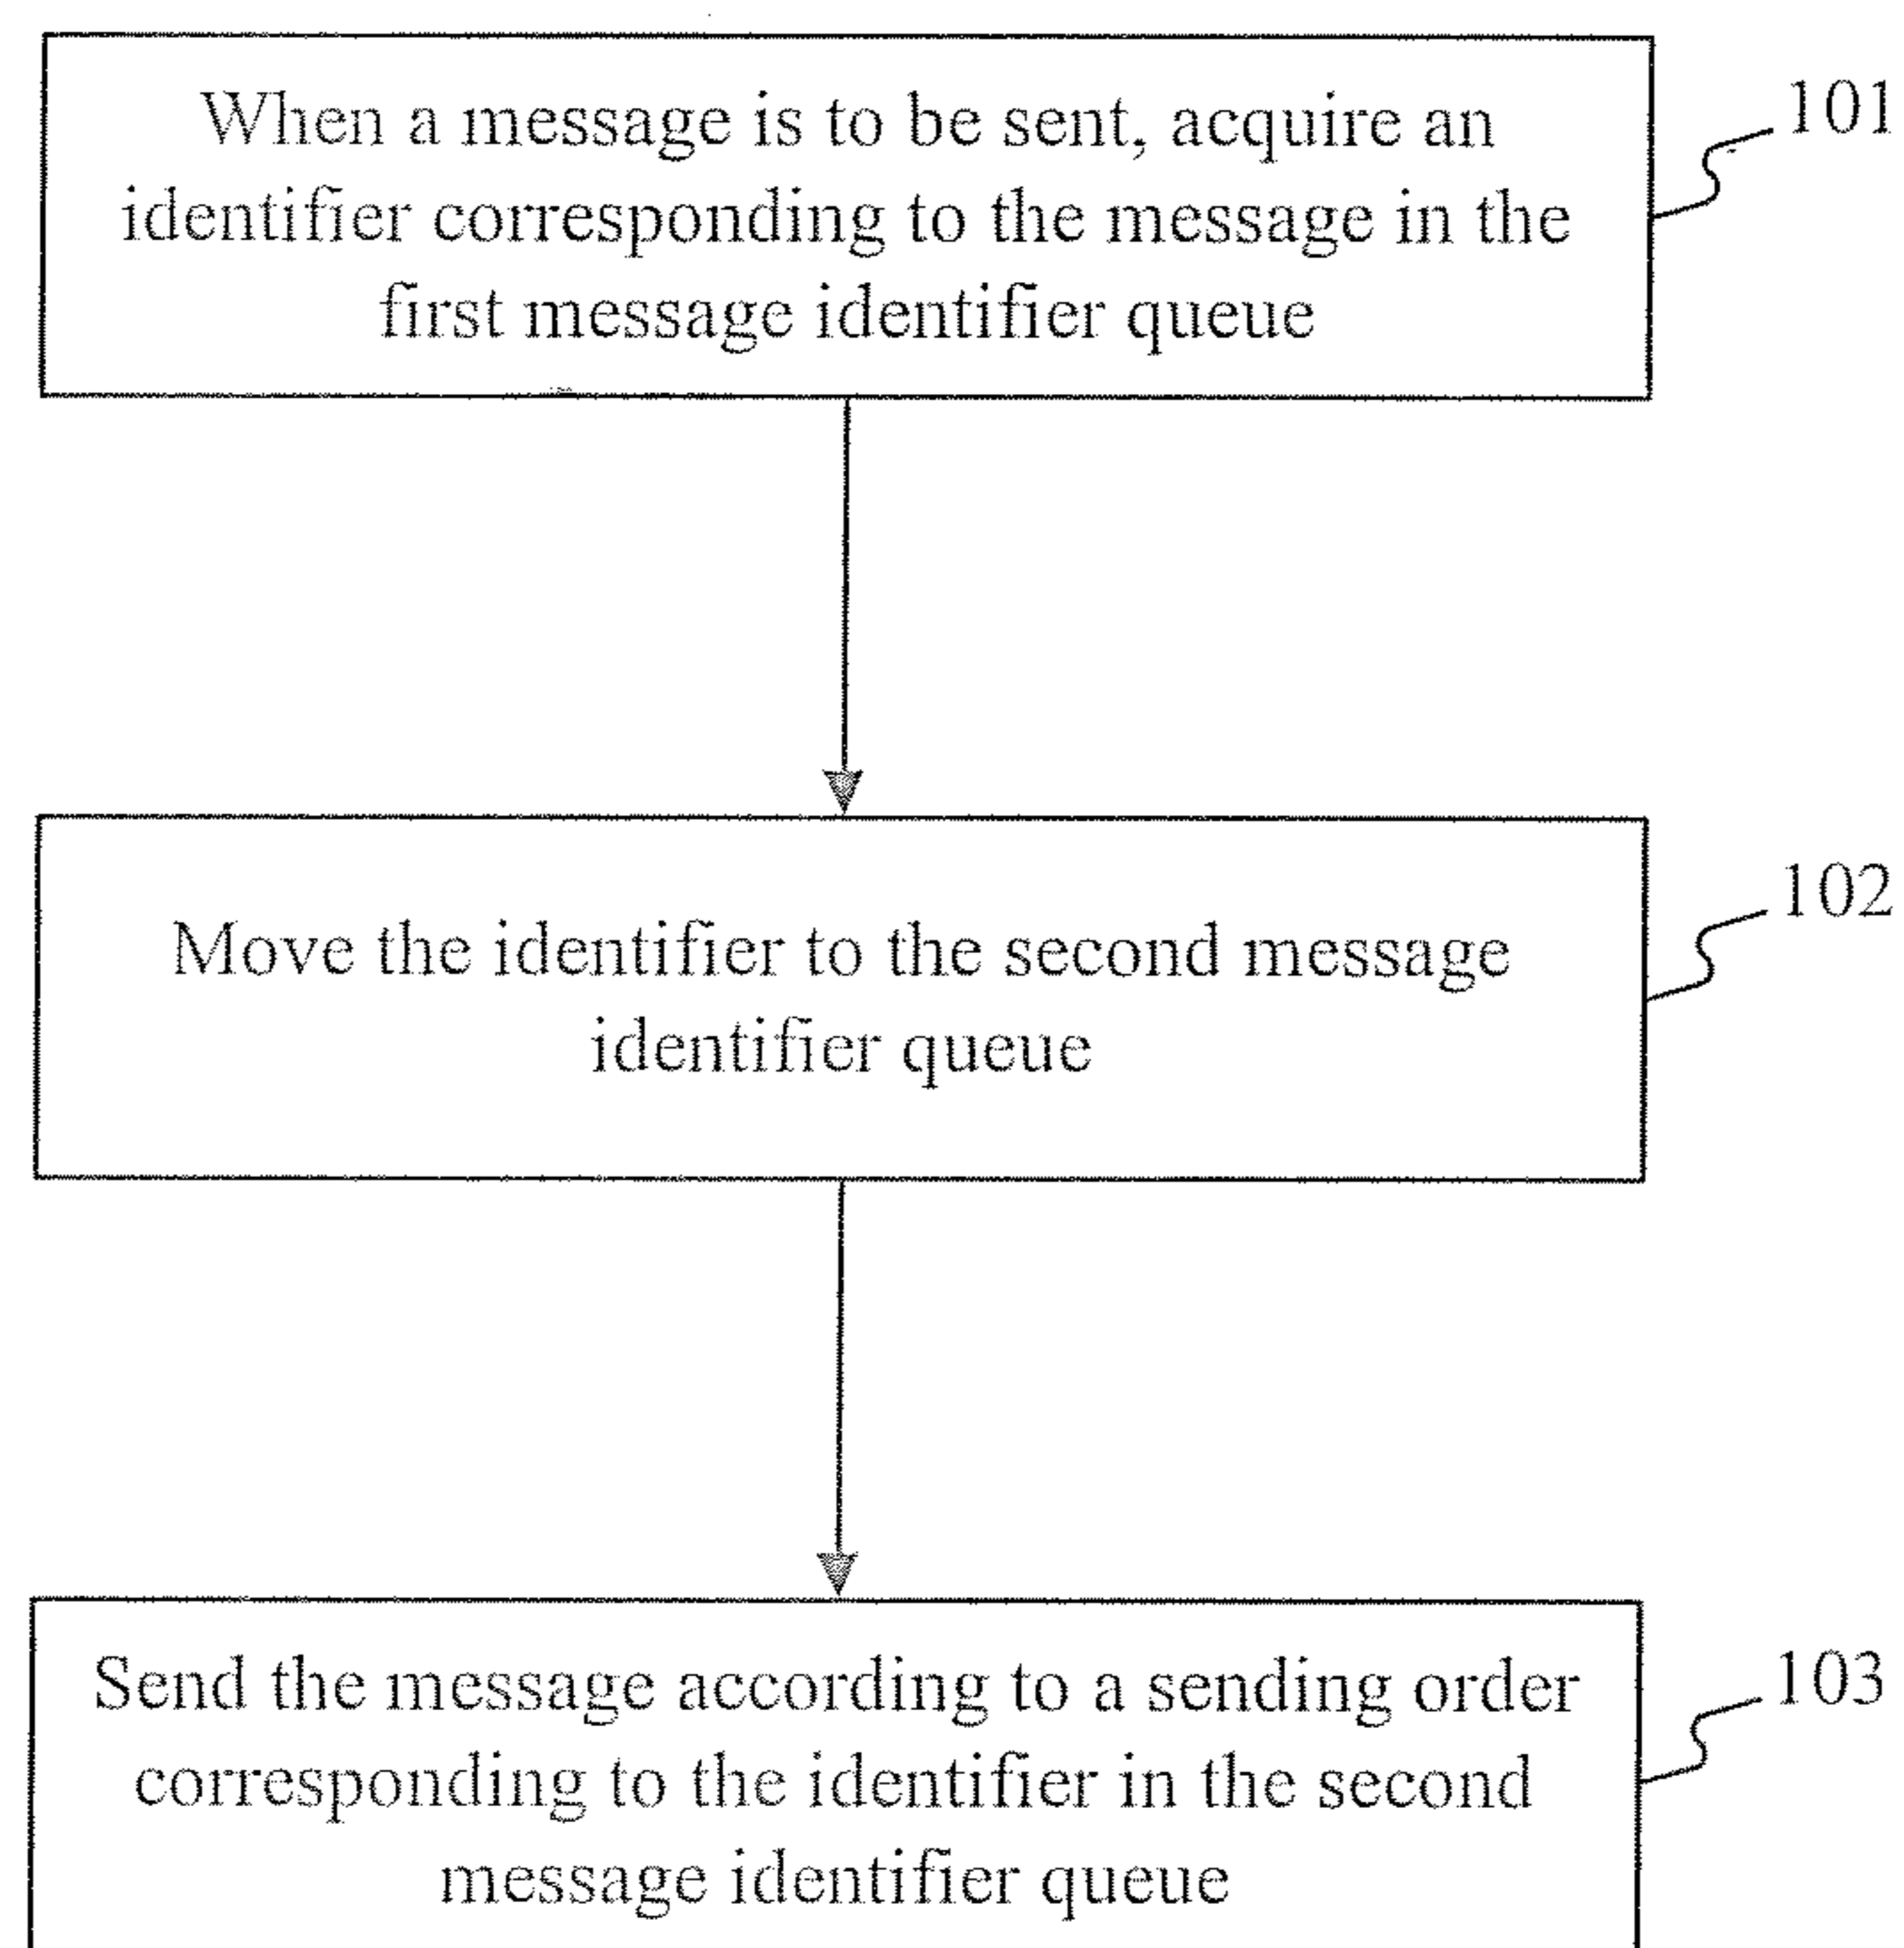 When a message is to be sent, acquire an
identifier corresponding to the message in the
first message identifier queue
101
Move the identifier to the second message
identifier queue
102
Send the message according to a sending order
corresponding to the identifier in the second
message identifier queue
103